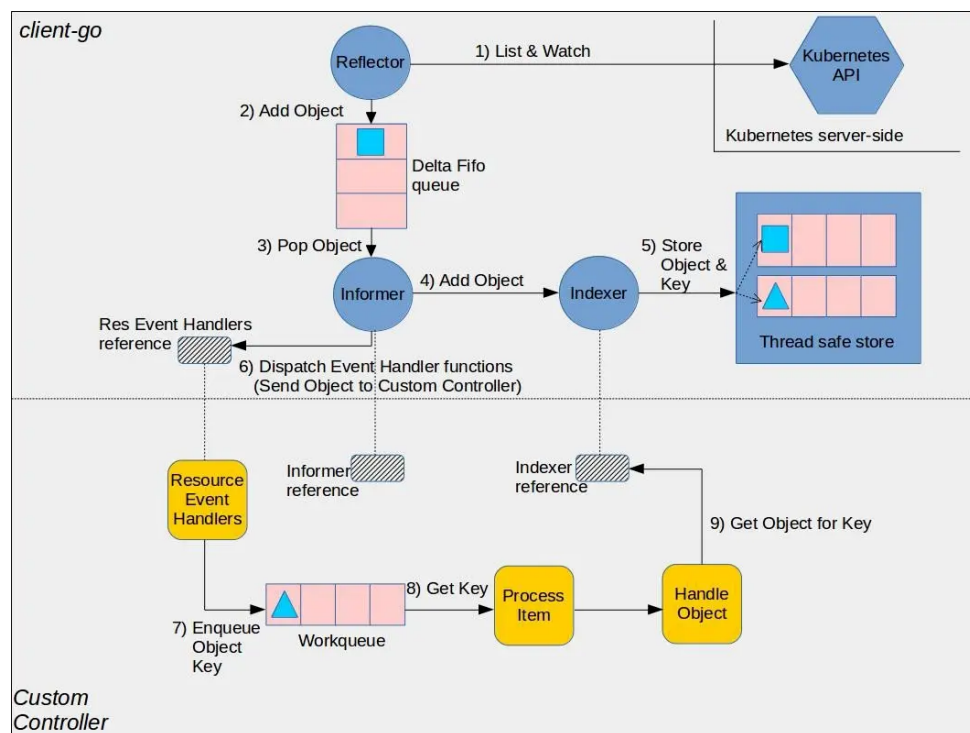 client-go
Reflector
1) List & Watch
Kubernetes
API
Kubernetes server-side
2) Add Object
Delta Fifo
queue
3) Pop Object
Informer
4) Add Object
Indexer
5) Store
Object &
Key
Thread safe store
Res Event Handlers
reference
6) Dispatch Event Handler functions
(Send Object to Custom Controller)
Resource
Event
Handlers
Informer
reference
Indexer
reference
9) Get Object for Key
7) Enqueue
Object
Key
Workqueue
8) Get Key
Process
Item
Handle
Object
Custom
Controller